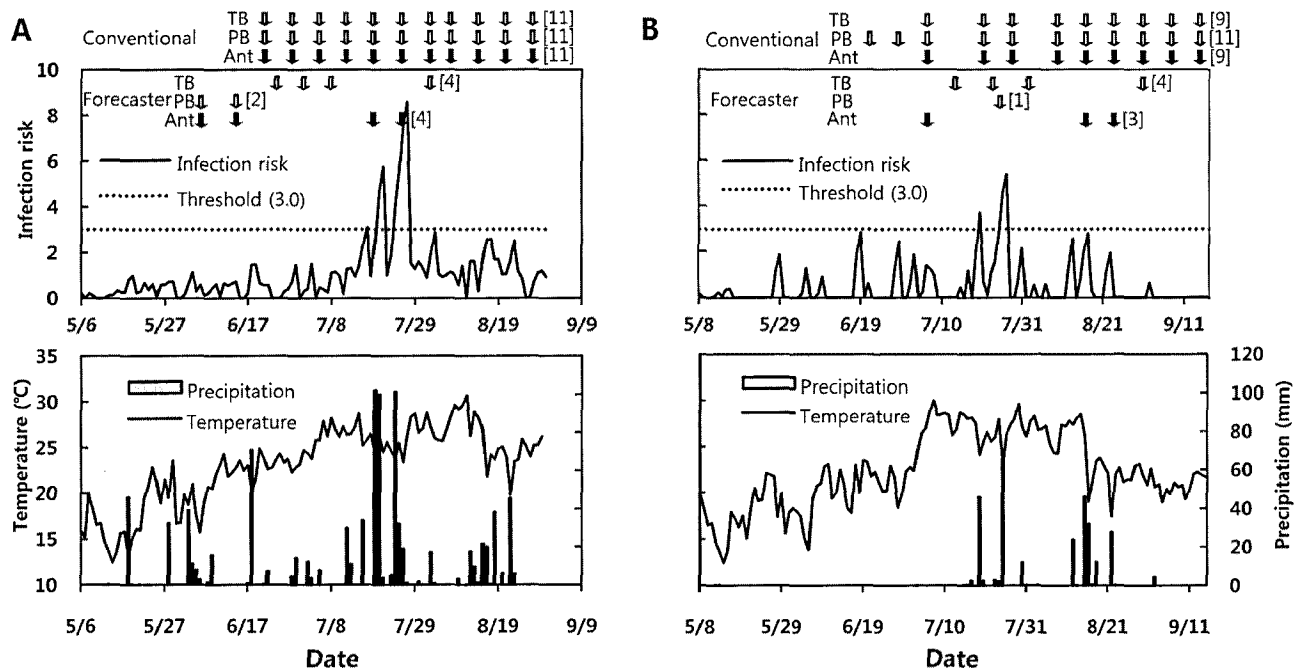 A
TB [11]
Conventional PB [11]
Ant [11]
TB [4]
Forecaster PB [2]
Ant [4]
Infection risk
Threshold (3.0)
Infection risk
10
8
6
4
2
0
5/6 5/27 6/17 7/8 7/29 8/19 9/9
B
TB [9]
Conventional PB [11]
Ant [9]
TB [4]
Forecaster PB [1]
Ant [3]
Infection risk
Threshold (3.0)
5/8 5/29 6/19 7/10 7/31 8/21 9/11
Temperature (°C)
35
30
25
20
15
10
Precipitation
Temperature
5/6 5/27 6/17 7/8 7/29 8/19 9/9
Date
Precipitation
Temperature
120
100
80
60
40
20
0
Precipitation (mm)
5/8 5/29 6/19 7/10 7/31 8/21 9/11
Date